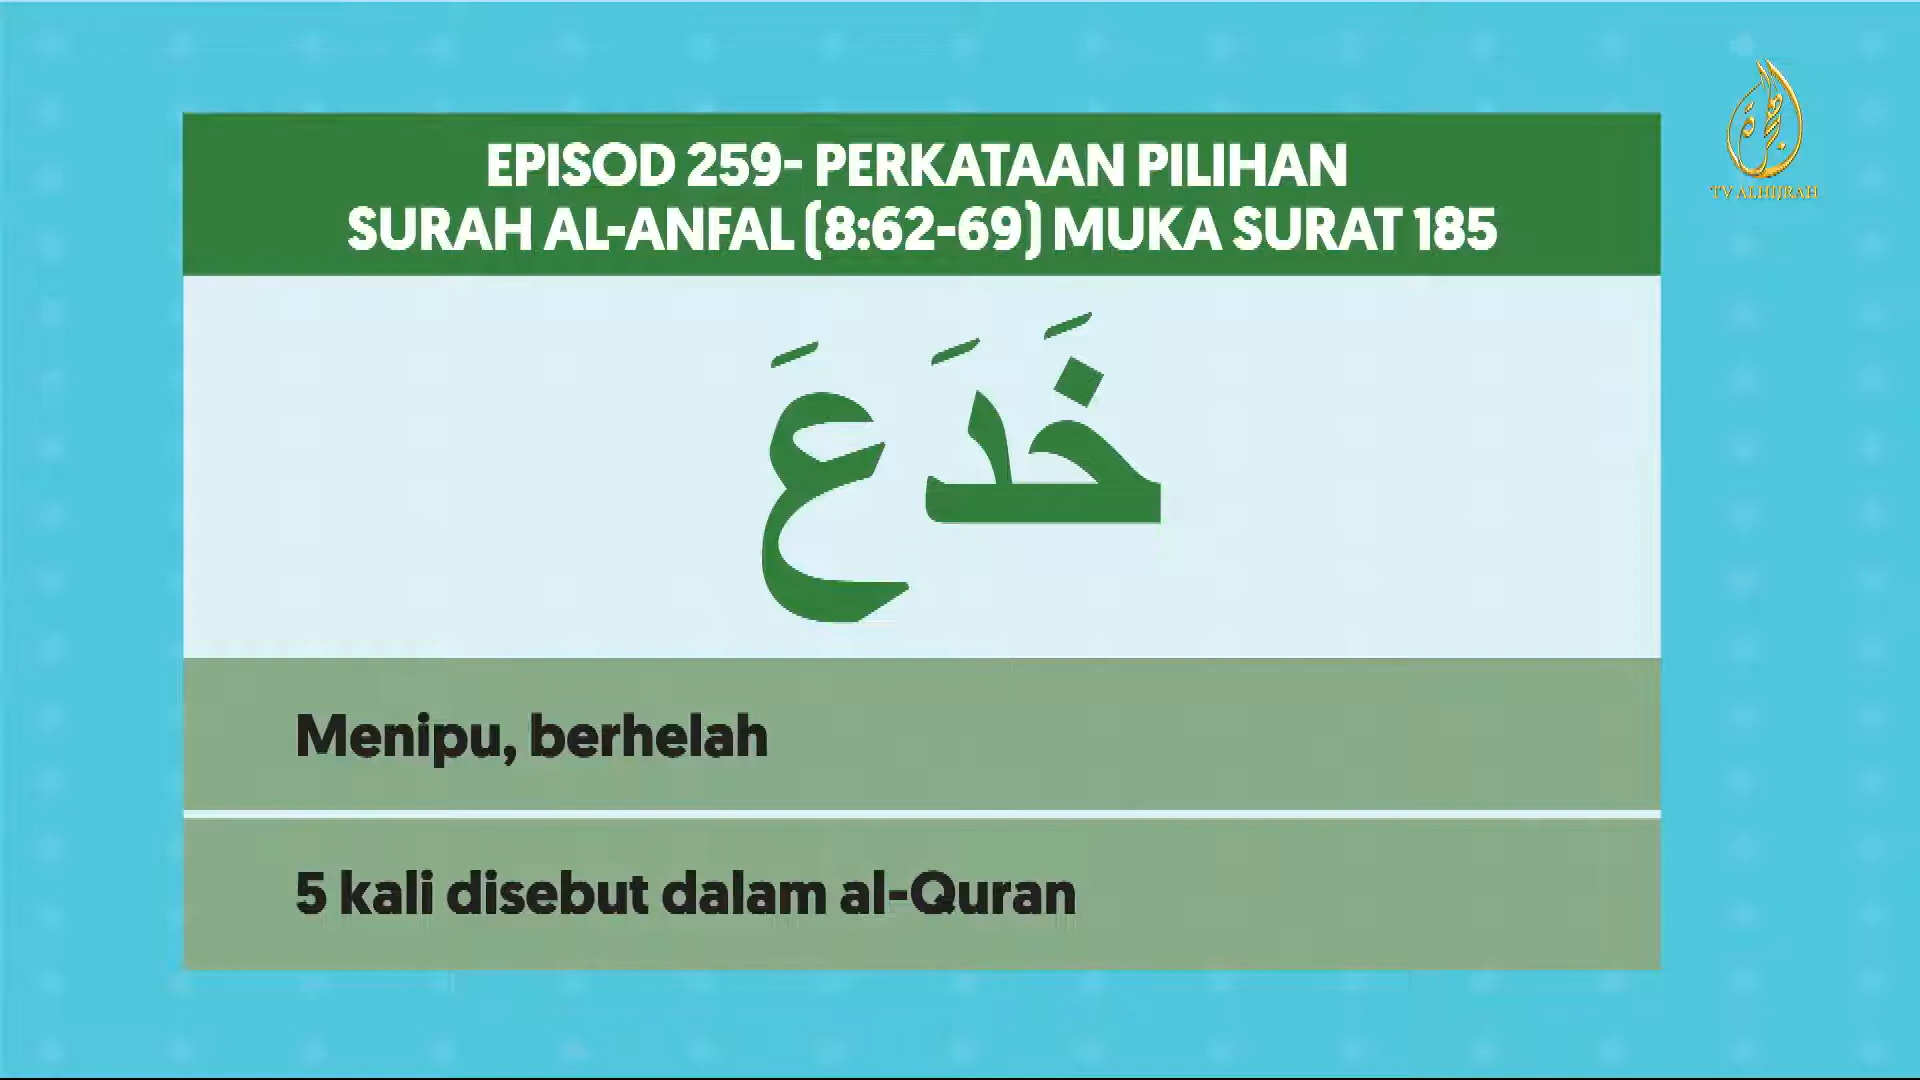 EPISOD 259- PERKATAAN PILIHAN
SURAH AL-ANFAL (8:62-69) MUKA SURAT 185
خَدَعَ
Menipu, berhelah
5 kali disebut dalam al-Quran
TV ALHIJRAH